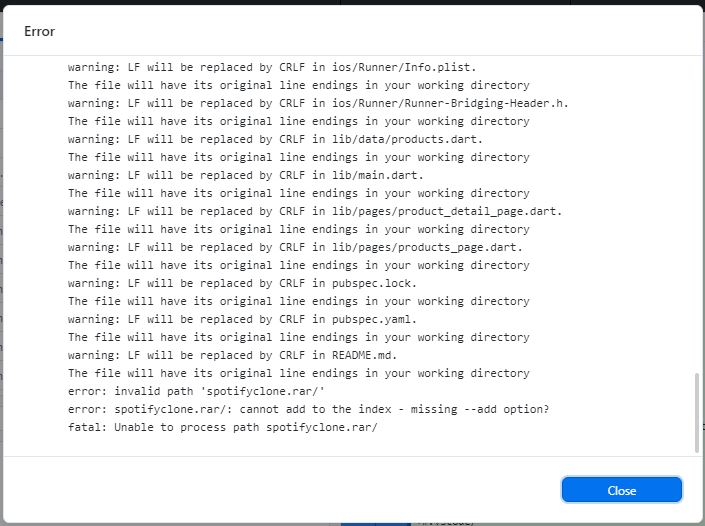 Error
warning: LF will be replaced by CRLF in ios/Runner/Info.plist.
The file will have its original line endings in your working directory
warning: LF will be replaced by CRLF in ios/Runner/Runner-Bridging-Header.h.
The file will have its original line endings in your working directory
warning: LF will be replaced by CRLF in lib/data/products.dart.
The file will have its original line endings in your working directory
warning: LF will be replaced by CRLF in lib/main.dart.
The file will have its original line endings in your working directory
warning: LF will be replaced by CRLF in lib/pages/product_detail_page.dart.
The file will have its original line endings in your working directory
warning: LF will be replaced by CRLF in lib/pages/products_page.dart.
The file will have its original line endings in your working directory
warning: LF will be replaced by CRLF in pubspec.lock.
The file will have its original line endings in your working directory
warning: LF will be replaced by CRLF in pubspec.yaml.
The file will have its original line endings in your working directory
warning: LF will be replaced by CRLF in README.md.
The file will have its original line endings in your working directory
error: invalid path 'spotifyclone.rar/'
error: spotifyclone.rar/: cannot add to the index - missing --add option?
fatal: Unable to process path spotifyclone.rar/
Close